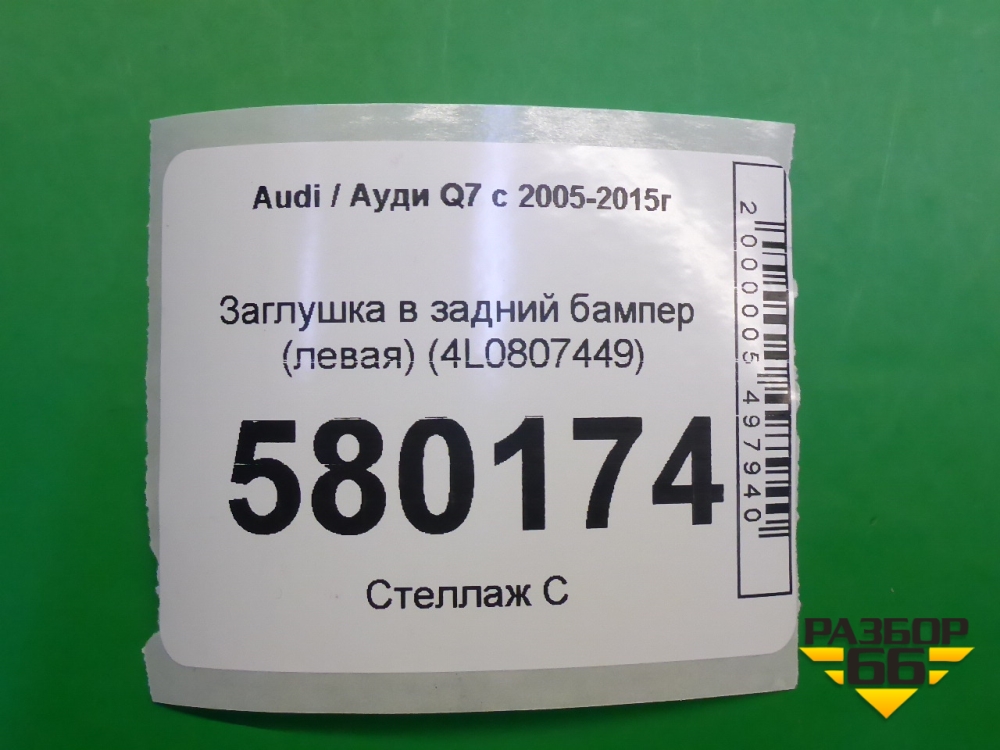 Audi / Ауди Q7 с 2005-2015г
Заглушка в задний бампер
(левая) (4L0807449)
580174
Стеллаж С
2000005497940
РАЗБОР
66